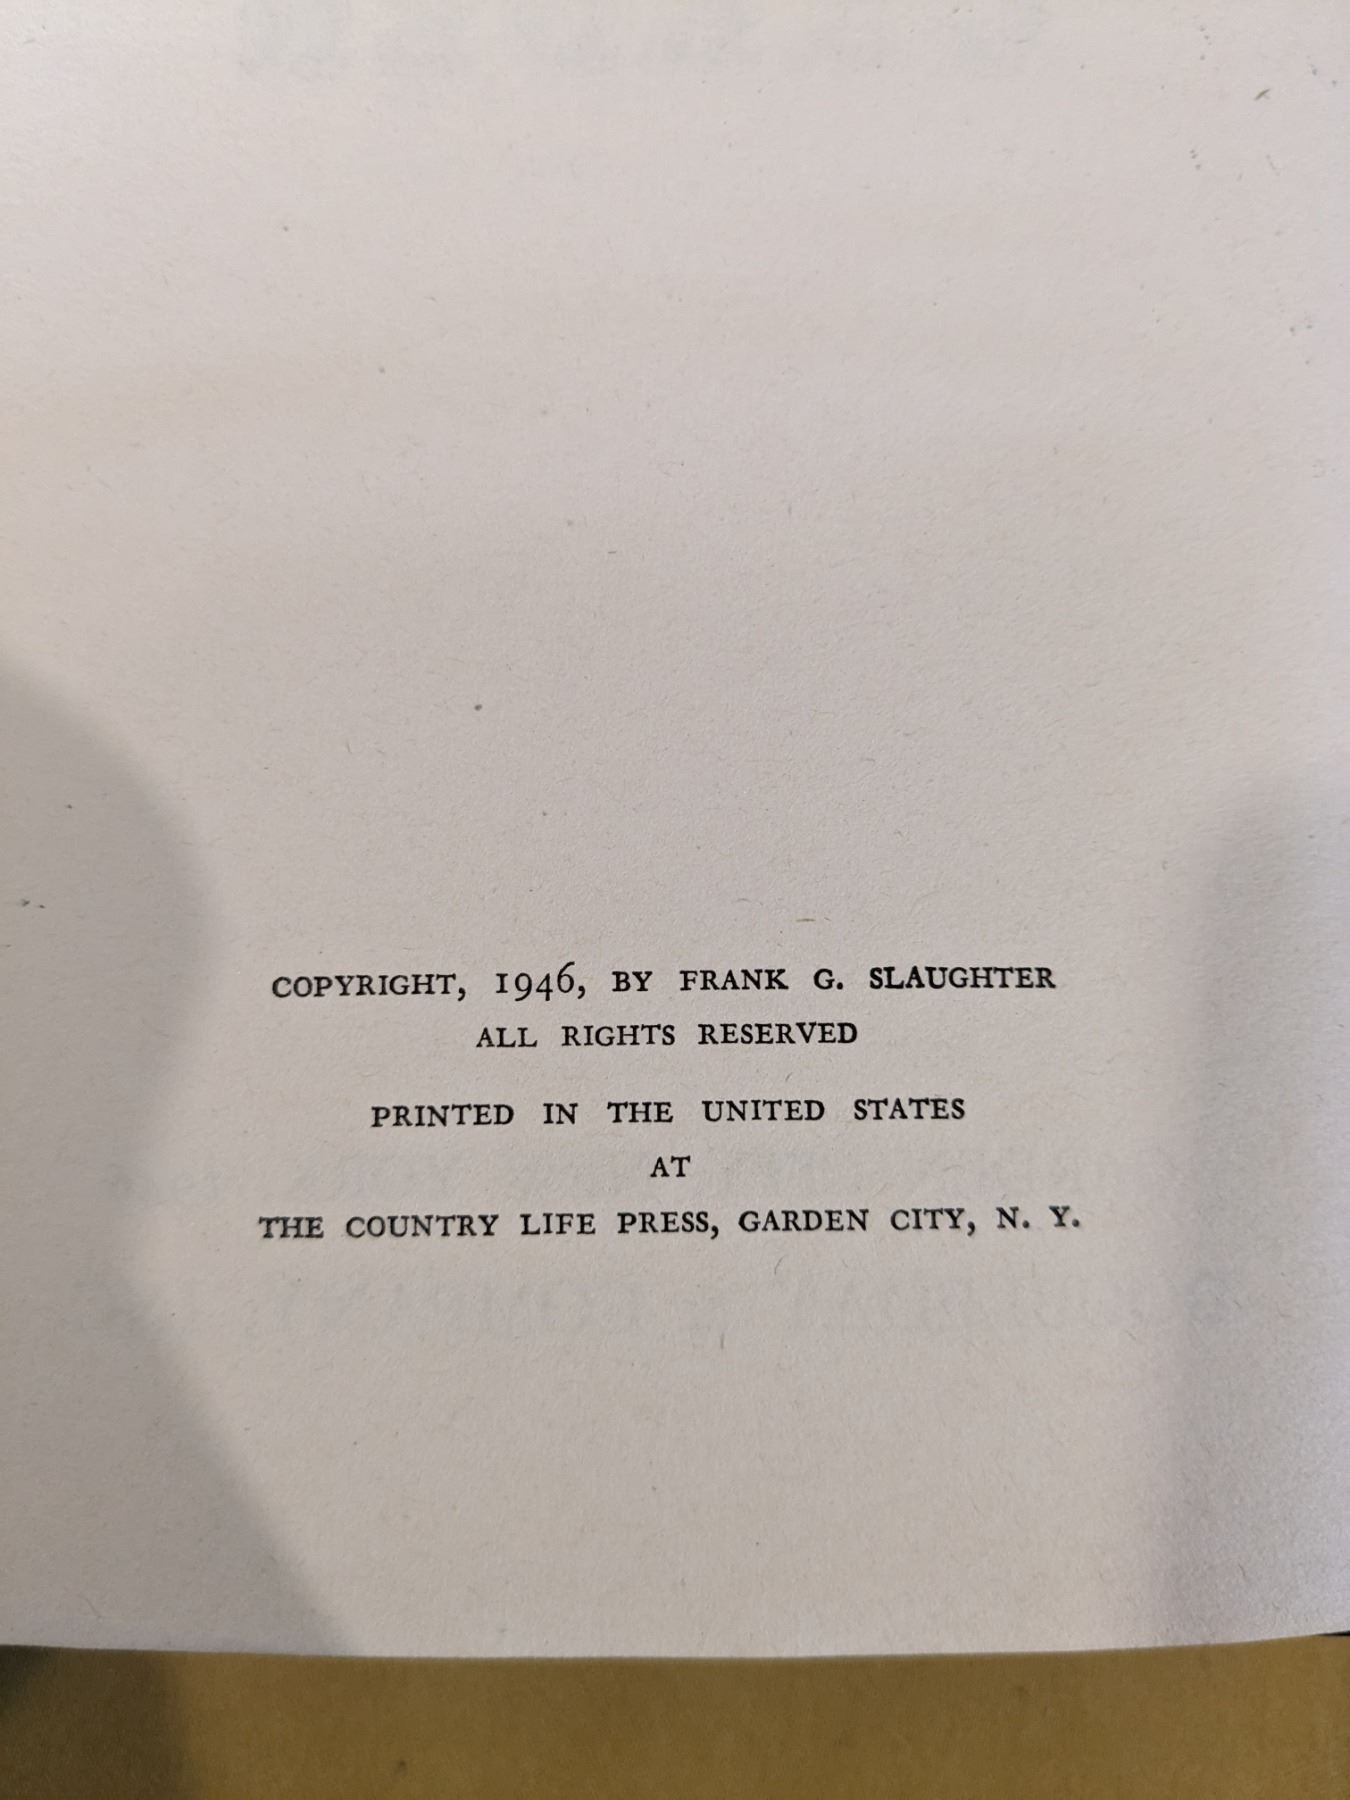 COPYRIGHT, 1946, BY FRANK G. SLAUGHTER
ALL RIGHTS RESERVED
PRINTED IN THE UNITED STATES
AT
THE COUNTRY LIFE PRESS, GARDEN CITY, N. Y.